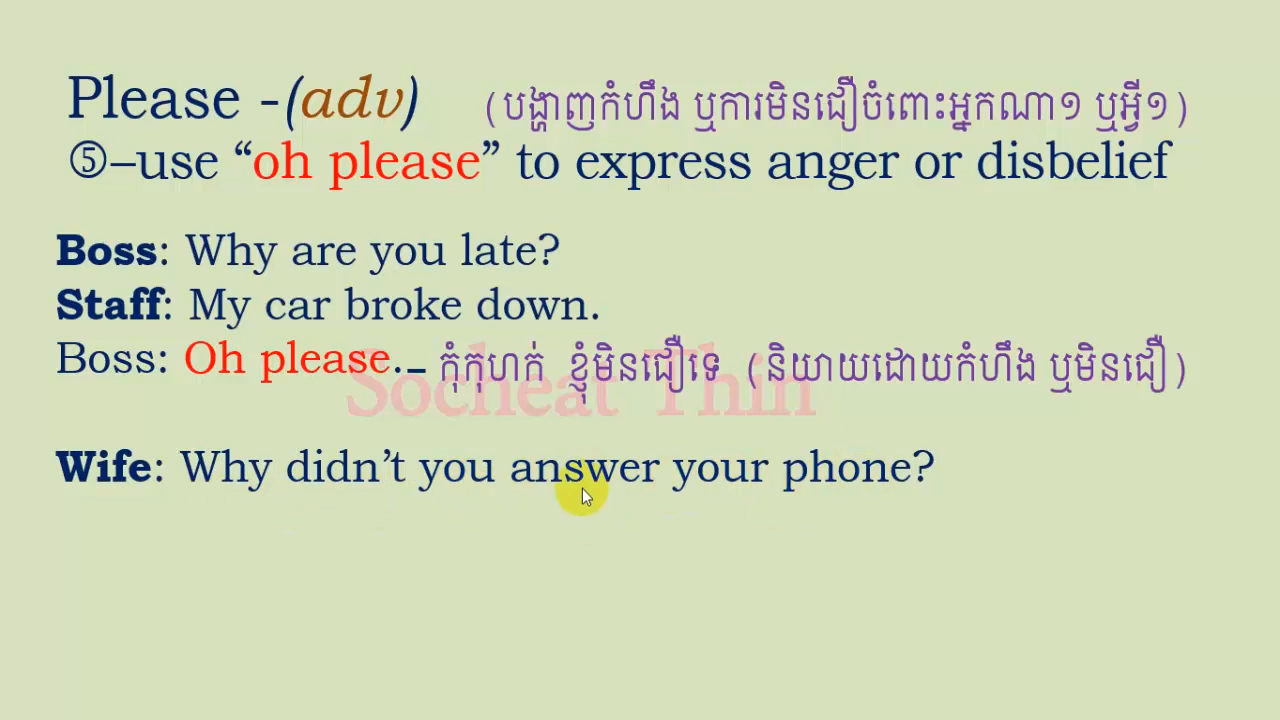 Please -(adv) (បង្ហាញកំហឹង ឬការមិនជឿចំពោះអ្នកណា១ ឬអ្វី១)
⑤–use “oh please” to express anger or disbelief
Boss: Why are you late?
Staff: My car broke down.
Boss: Oh please.– កុំកុហក់ ខ្ញុំមិនជឿទេ (និយាយដោយកំហឹង ឬមិនជឿ)
Socheat Thin
Wife: Why didn’t you answer your phone?